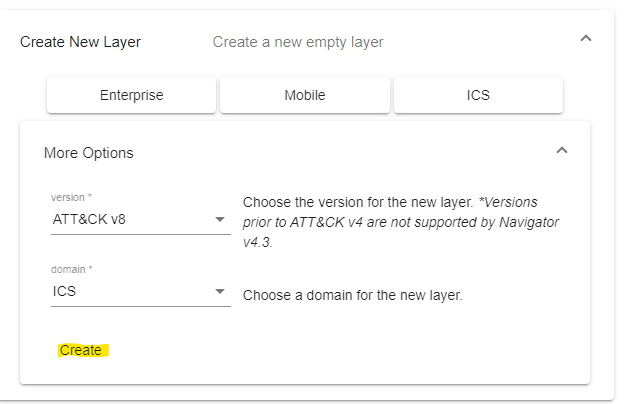 Create New Layer Create a new empty layer
Enterprise Mobile ICS
More Options
version *
ATT&CK v8
Choose the version for the new layer. *Versions
prior to ATT&CK v4 are not supported by Navigator
v4.3.
domain *
ICS
Choose a domain for the new layer.
Create